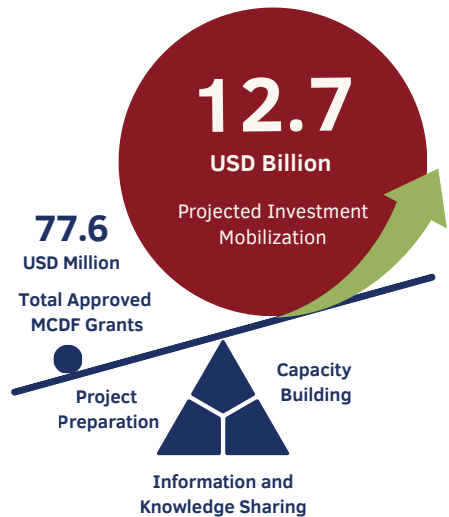 12.7
USD Billion
Projected Investment
Mobilization
77.6
USD Million
Total Approved
MCDF Grants
Project
Preparation
Capacity
Building
Information and
Knowledge Sharing